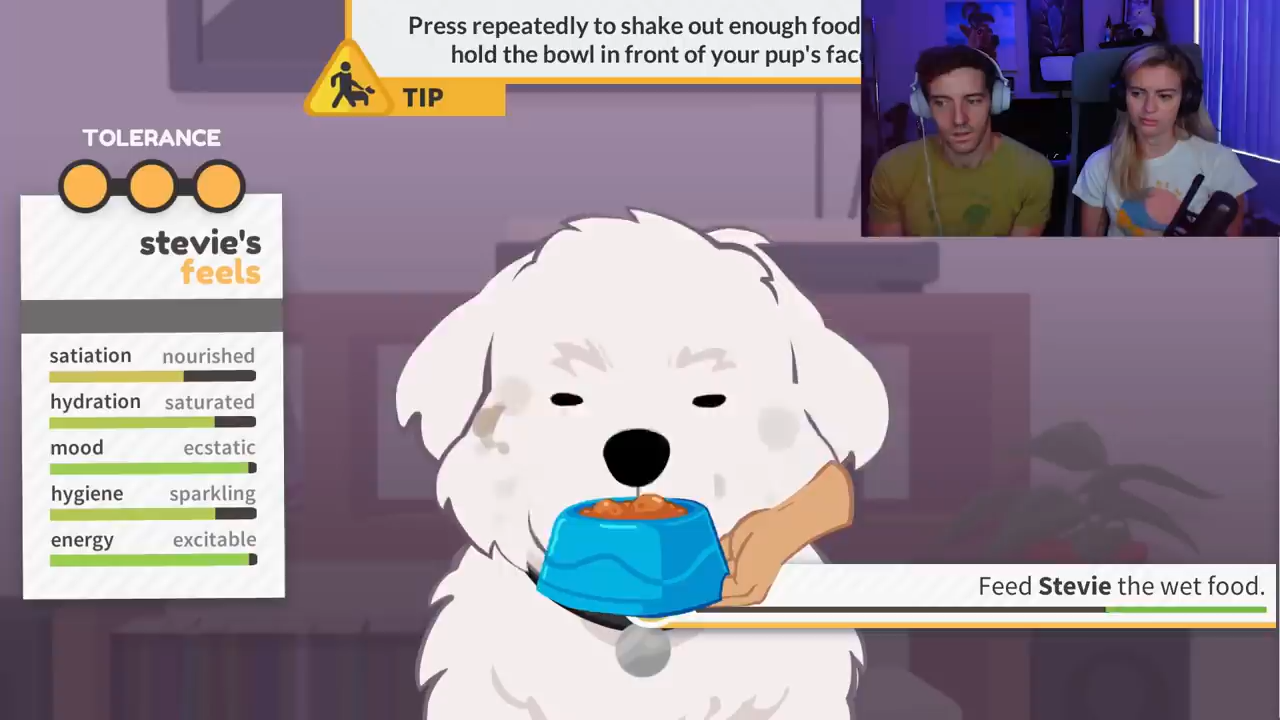 Press repeatedly to shake out enough food
hold the bowl in front of your pup's
TIP
TOLERANCE
stevie's
feels
satiation nourished
hydration saturated
mood ecstatic
hygiene sparkling
energy excitable
Feed Stevie the wet food.